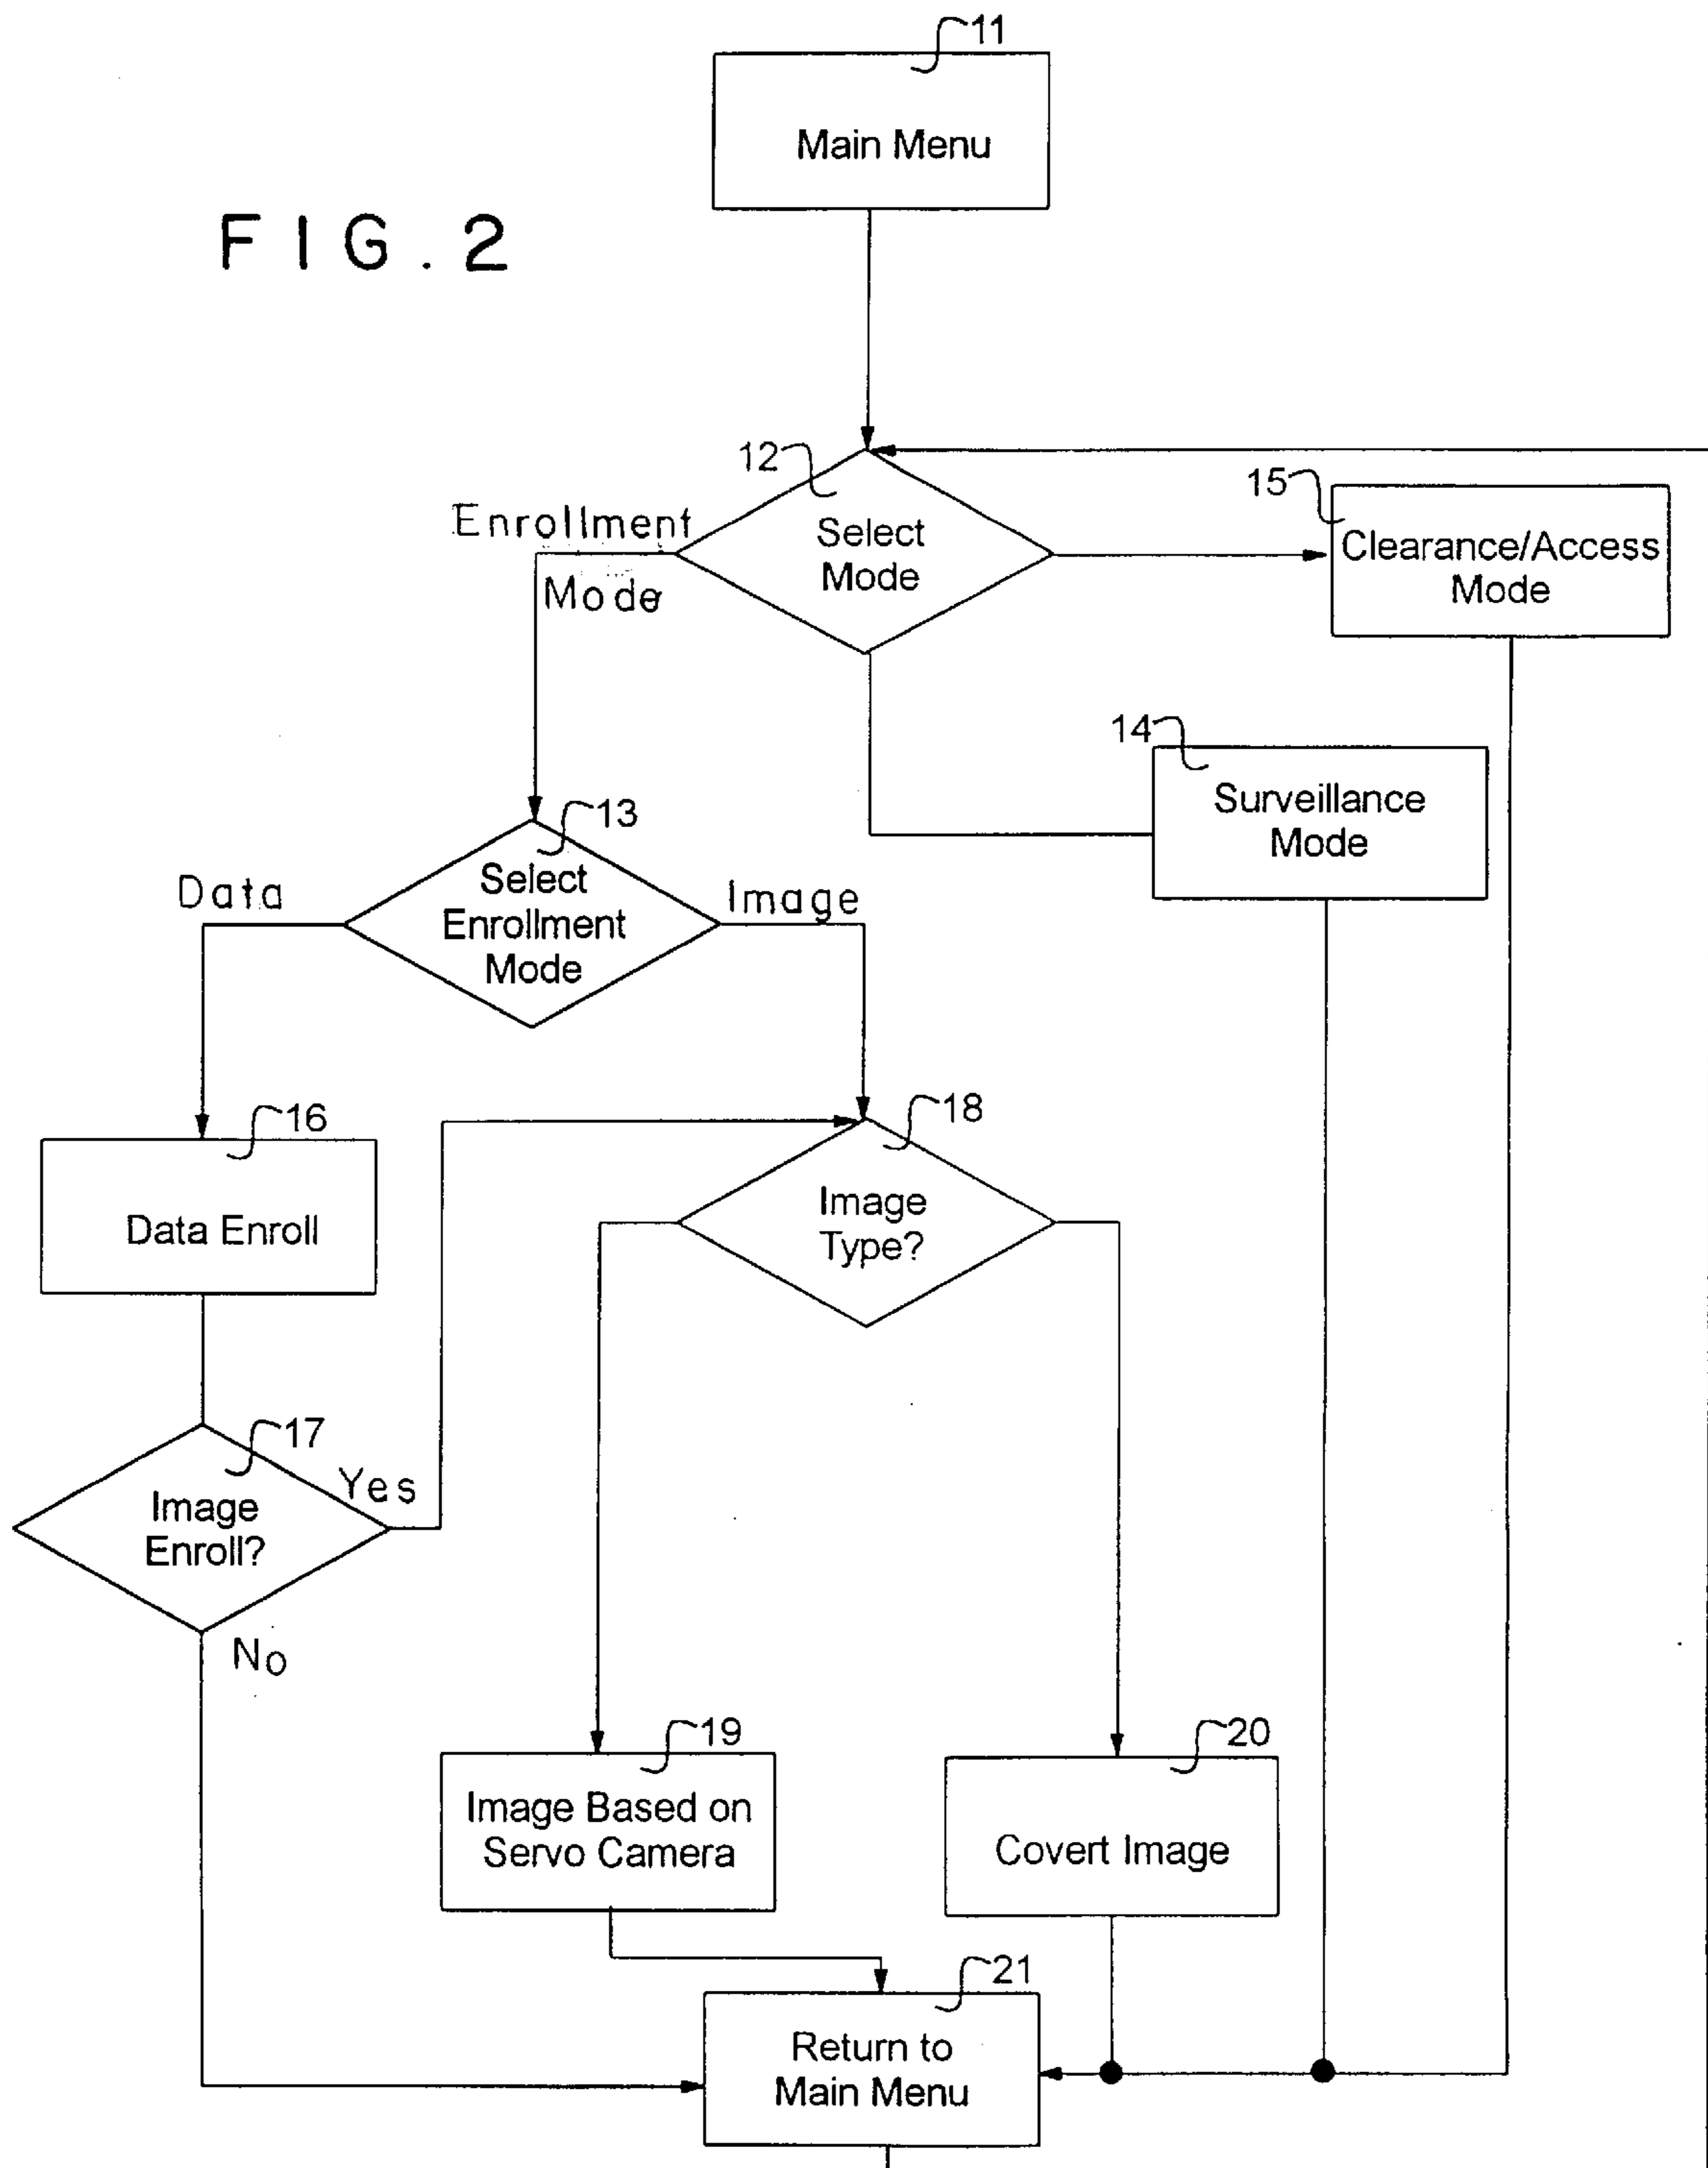 11
Main Menu
FIG. 2
12
Select
Mode
Enrollment
Mode
15
Clearance/Access
Mode
14
Surveillance
Mode
13
Select
Enrollment
Mode
Data
Image
16
Data Enroll
18
Image
Type?
17
Image
Enroll?
Yes
No
19
Image Based on
Servo Camera
20
Covert Image
21
Return to
Main Menu